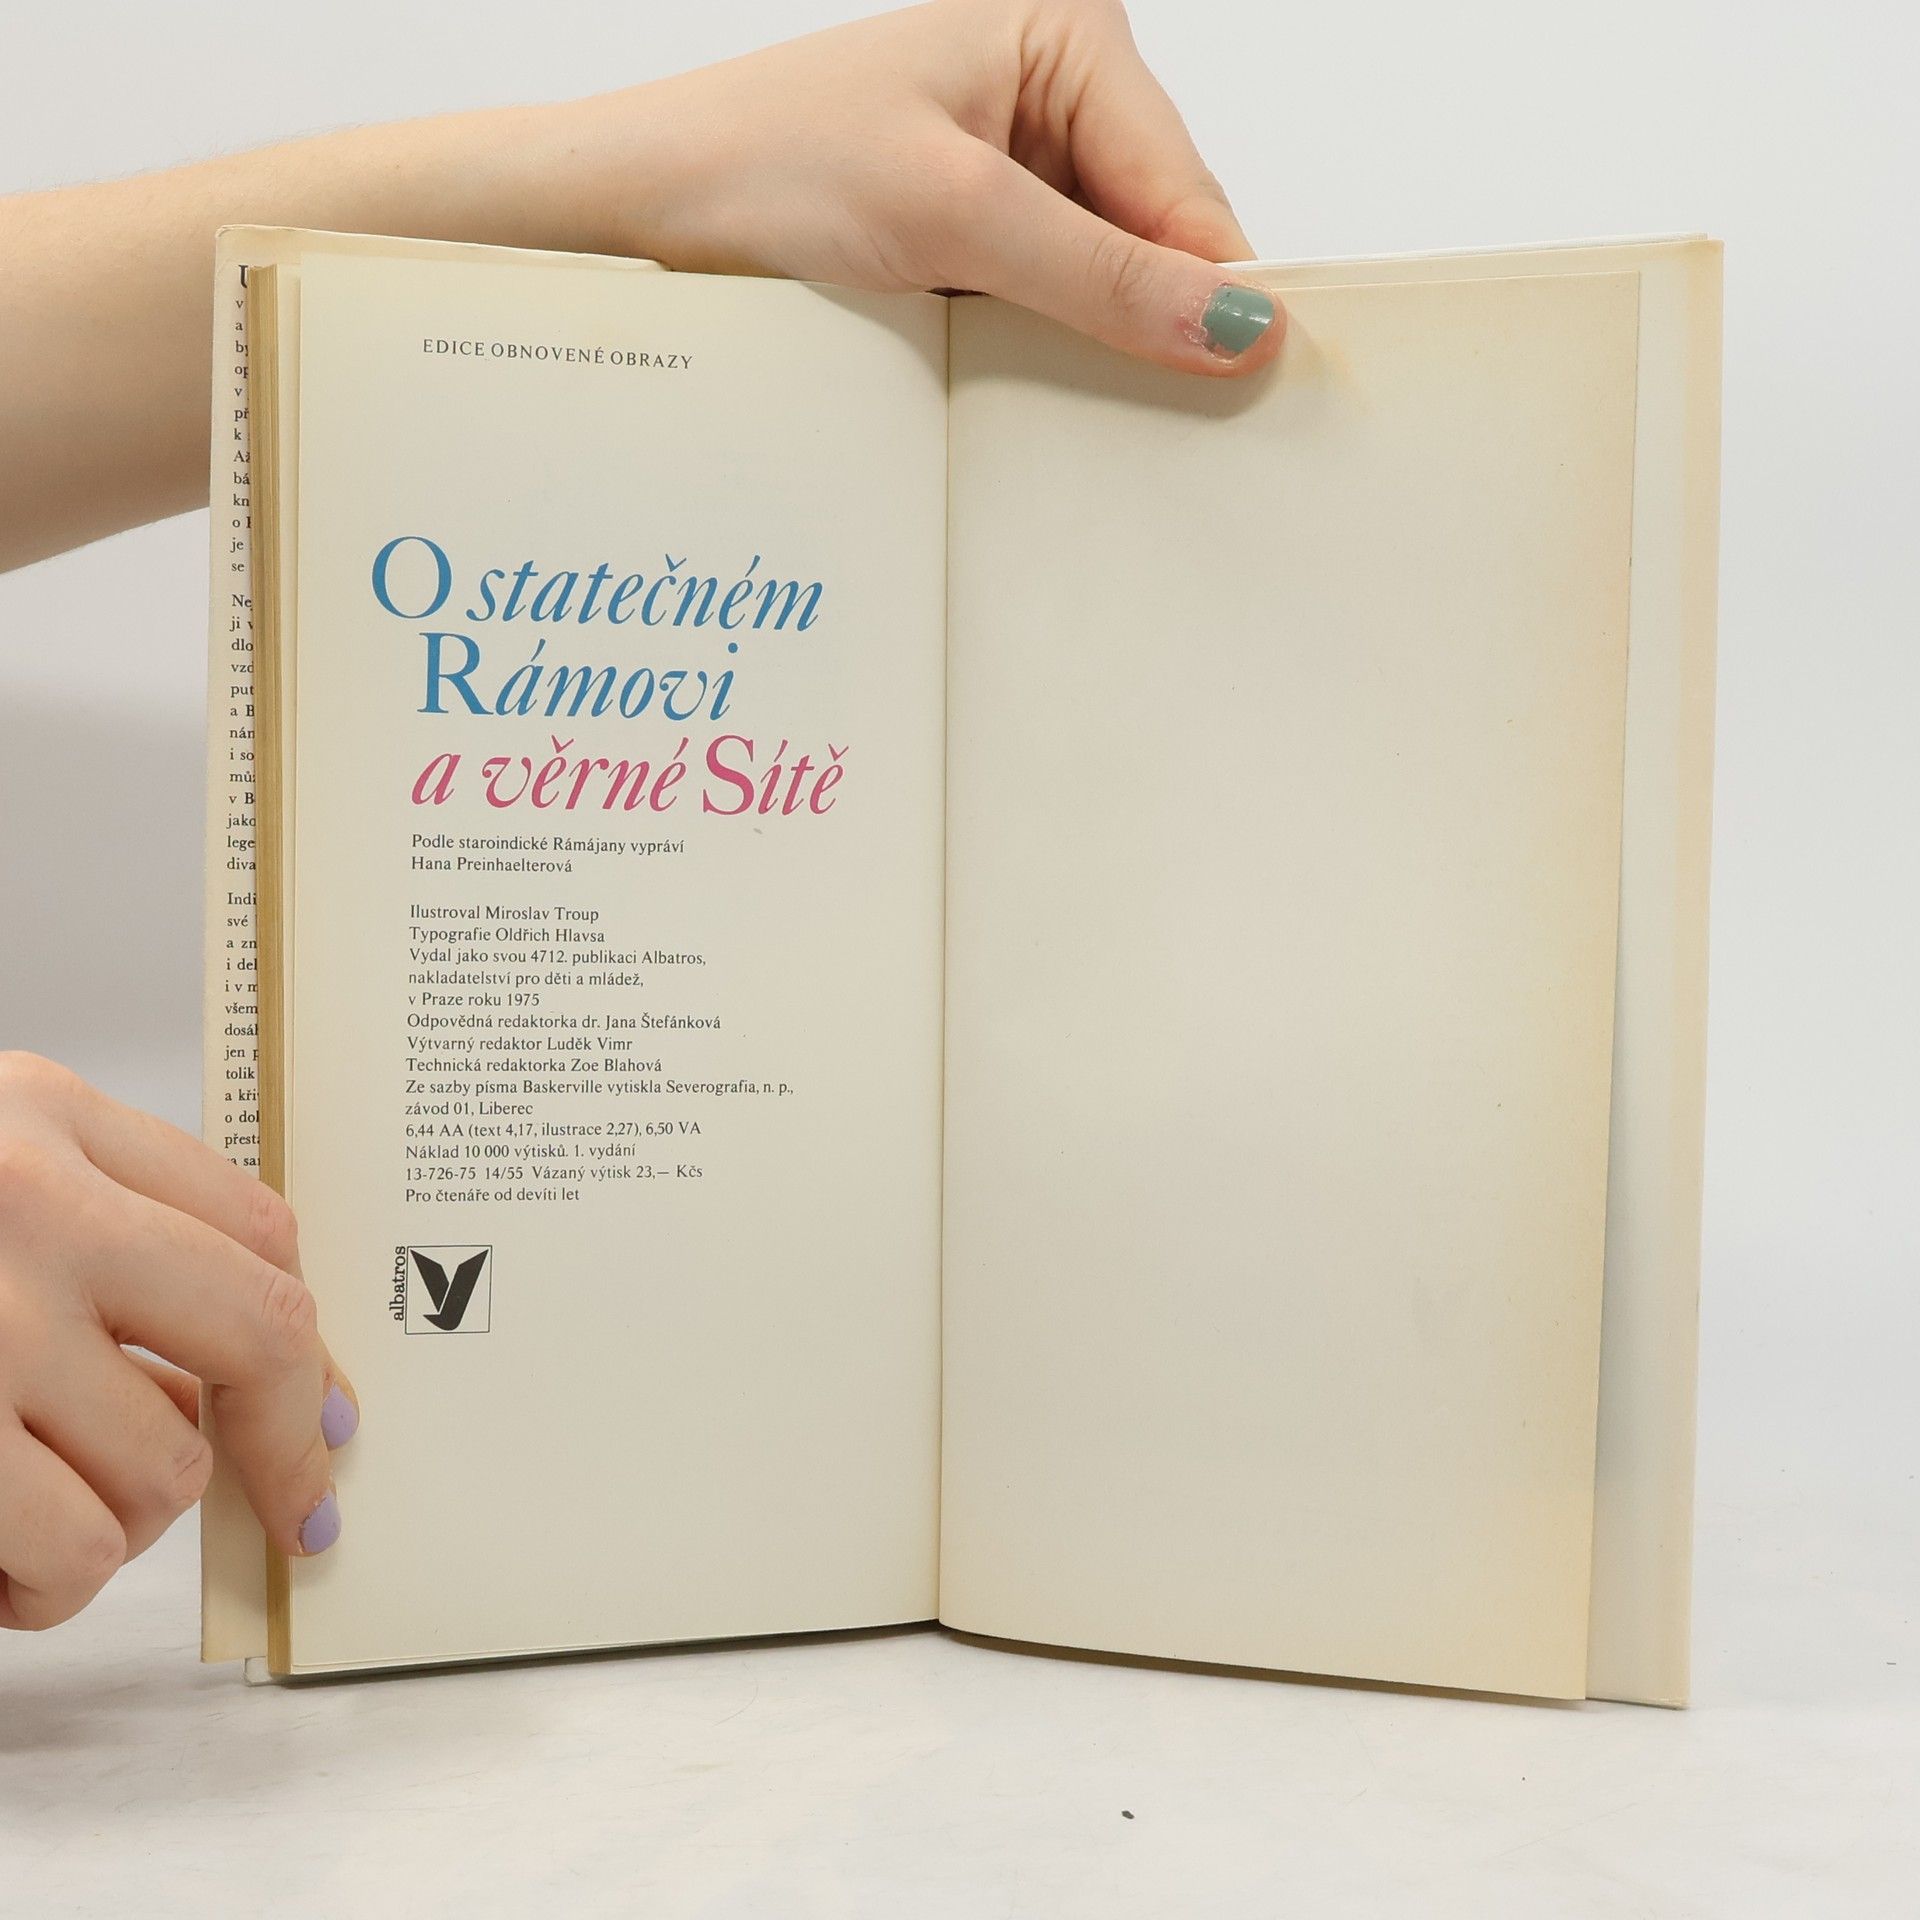 EDICE OBNOVENÉ OBRAZY
O statečném
Rámovi
a věrné Sítě
Podle staroindické Rámájany vypráví
Hana Preinhaelterová
Ilustroval Miroslav Troup
Typografie Oldřich Hlavsa
Vydal jako svou 4712. publikaci Albatros,
nakladatelství pro děti a mládež,
v Praze roku 1975
Odpovědná redaktorka dr. Jana Štefánková
Výtvarný redaktor Luděk Vimr
Technická redaktorka Zoe Blahová
Ze sazby písma Baskerville vytiskla Severografia, n. p.,
závod 01, Liberec
6,44 AA (text 4,17, ilustrace 2,27), 6,50 VA
Náklad 10 000 výtisků. 1. vydání
13-726-75 14/55 Vázaný výtisk 23,— Kčs
Pro čtenáře od devíti let
albatros